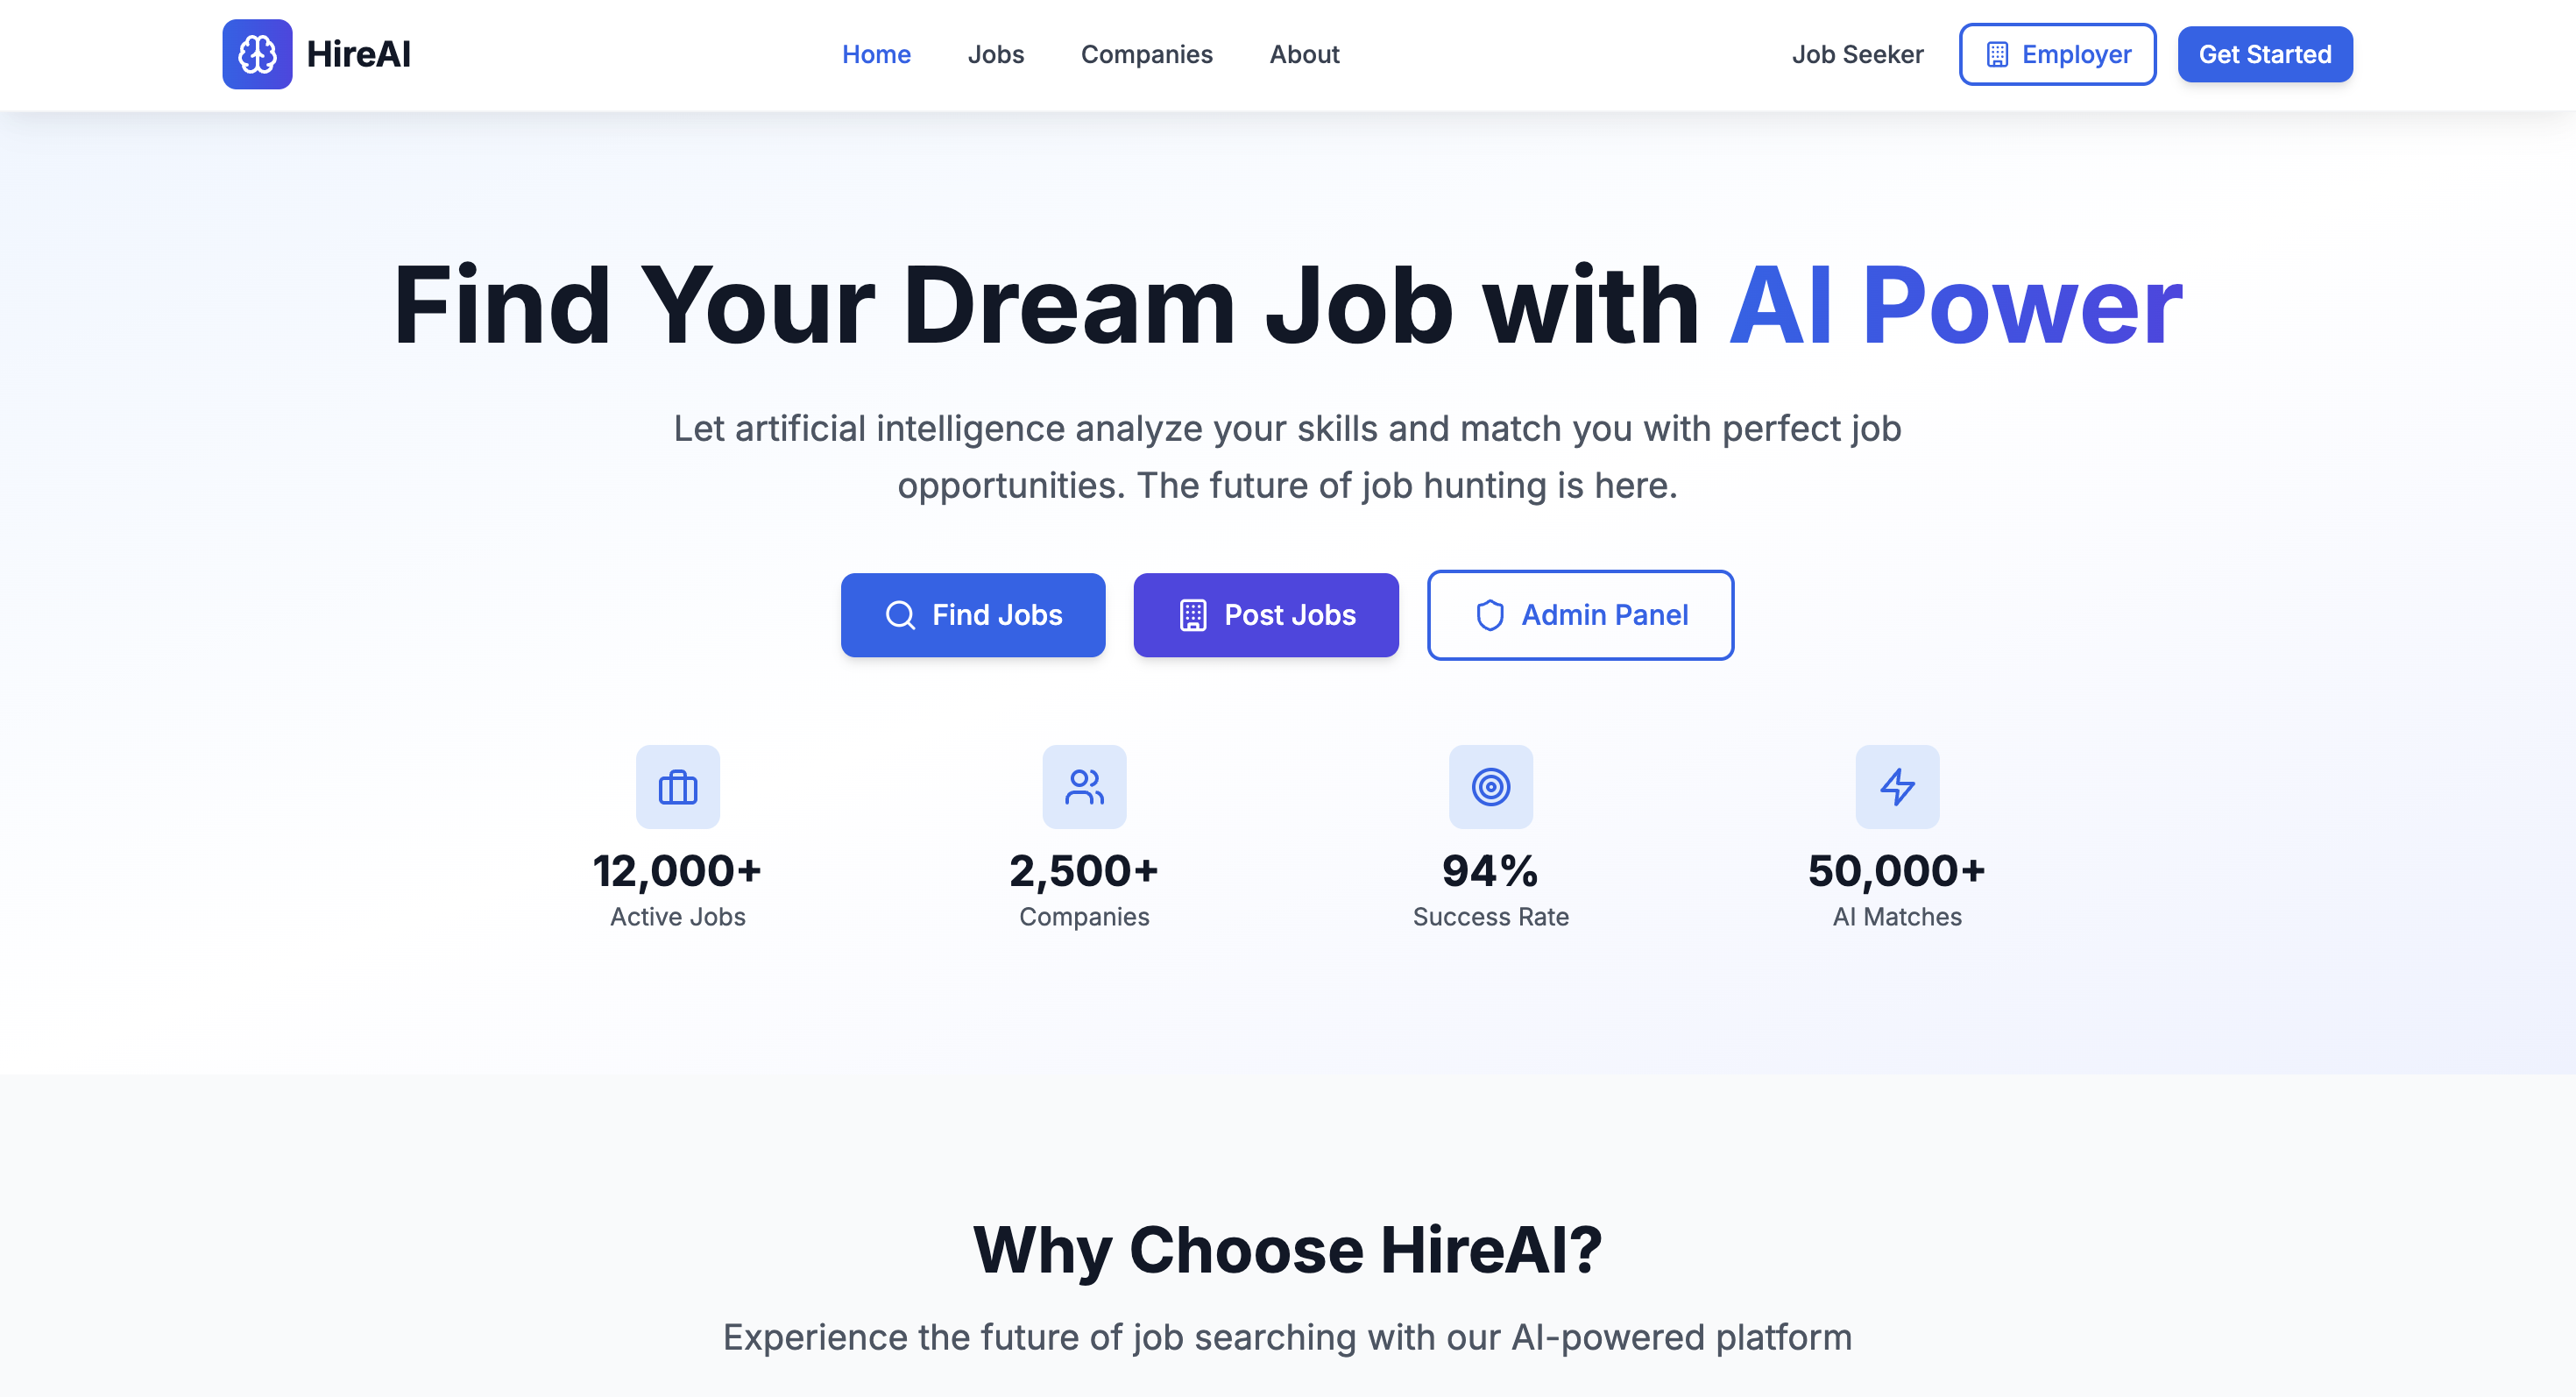 HireAI
Home
Jobs
Companies
About
Job Seeker
Employer
Get Started
Find Your Dream Job with AI Power
Let artificial intelligence analyze your skills and match you with perfect job
opportunities. The future of job hunting is here.
Find Jobs
Post Jobs
Admin Panel
12,000+
Active Jobs
2,500+
Companies
94%
Success Rate
50,000+
AI Matches
Why Choose HireAI?
Experience the future of job searching with our AI-powered platform